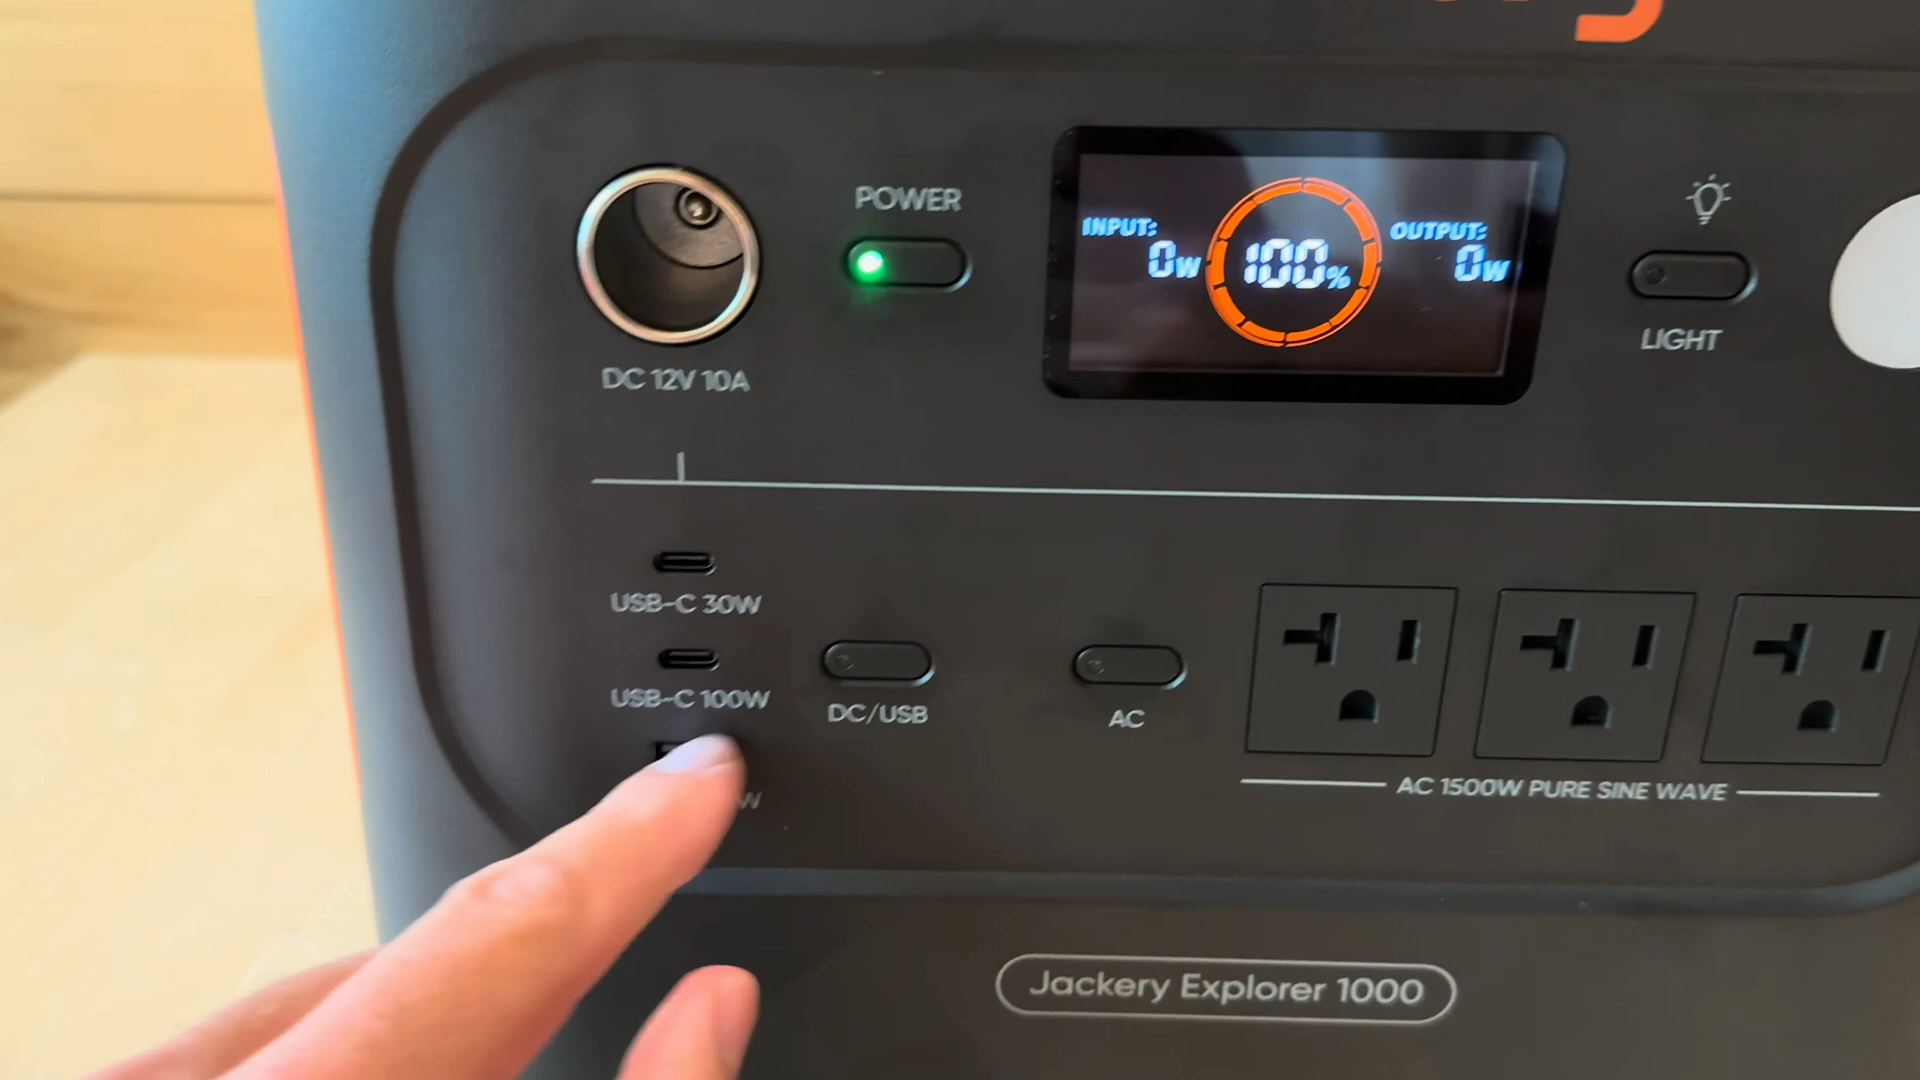 POWER
INPUT:
0W
100%
OUTPUT:
0W
LIGHT
DC 12V 10A
USB-C 30W
USB-C 100W
DC/USB
AC
AC 1500W PURE SINE WAVE
Jackery Explorer 1000